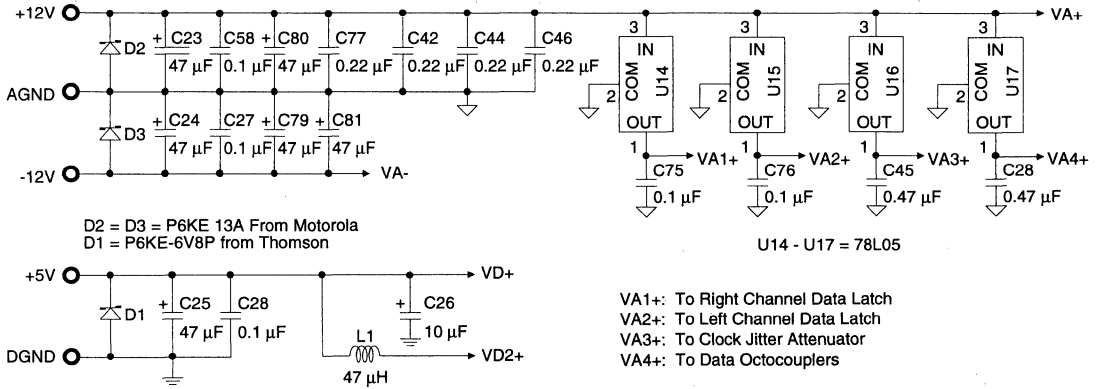 +12V
AGND
-12V
D2
D3
+ C23
47 µF
C58
0.1 µF
+ C80
47 µF
C77
0.22 µF
C42
0.22 µF
C44
0.22 µF
C46
0.22 µF
C24
+
47 µF
C27
0.1 µF
+ C79
47 µF
+ C81
47 µF
VA-
VA+
3
IN
COM
U14
2
OUT
1
VA1+
C75
0.1 µF
3
IN
COM
U15
2
OUT
1
VA2+
C76
0.1 µF
3
IN
COM
U16
2
OUT
1
VA3+
C45
0.47 µF
3
IN
COM
U17
2
OUT
1
VA4+
C28
0.47 µF
D2 = D3 = P6KE 13A From Motorola
D1 = P6KE-6V8P from Thomson
U14 - U17 = 78L05
+5V
DGND
D1
+ C25
47 µF
C28
0.1 µF
L1
47 µH
+ C26
10 µF
VD+
VD2+
VA1+: To Right Channel Data Latch
VA2+: To Left Channel Data Latch
VA3+: To Clock Jitter Attenuator
VA4+: To Data Octocouplers